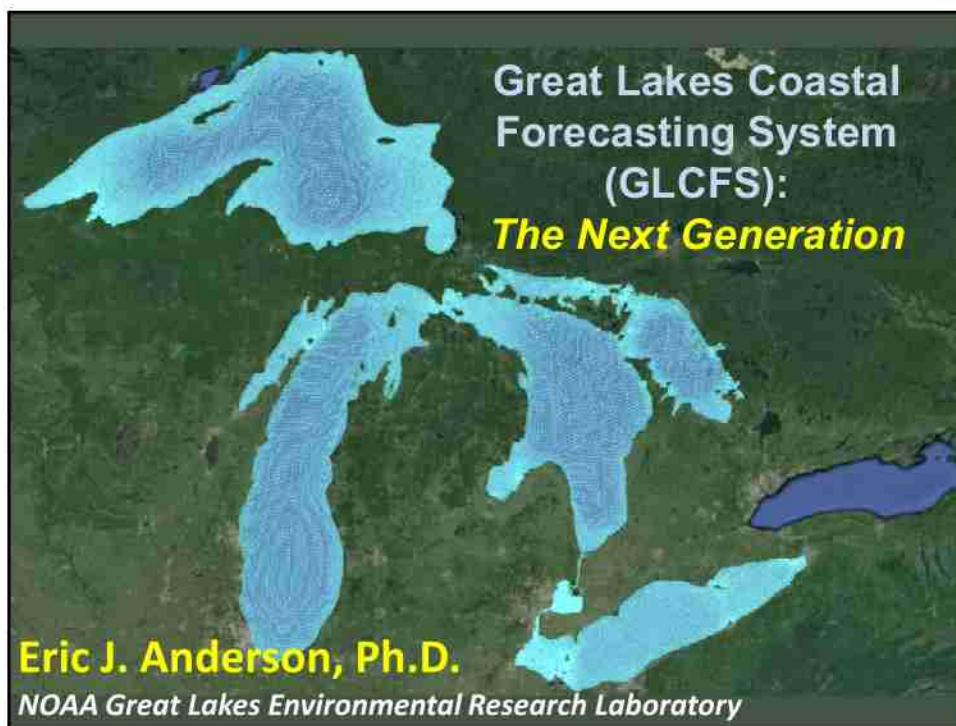 Great Lakes Coastal
Forecasting System
(GLCFS):
The Next Generation
Eric J. Anderson, Ph.D.
NOAA Great Lakes Environmental Research Laboratory